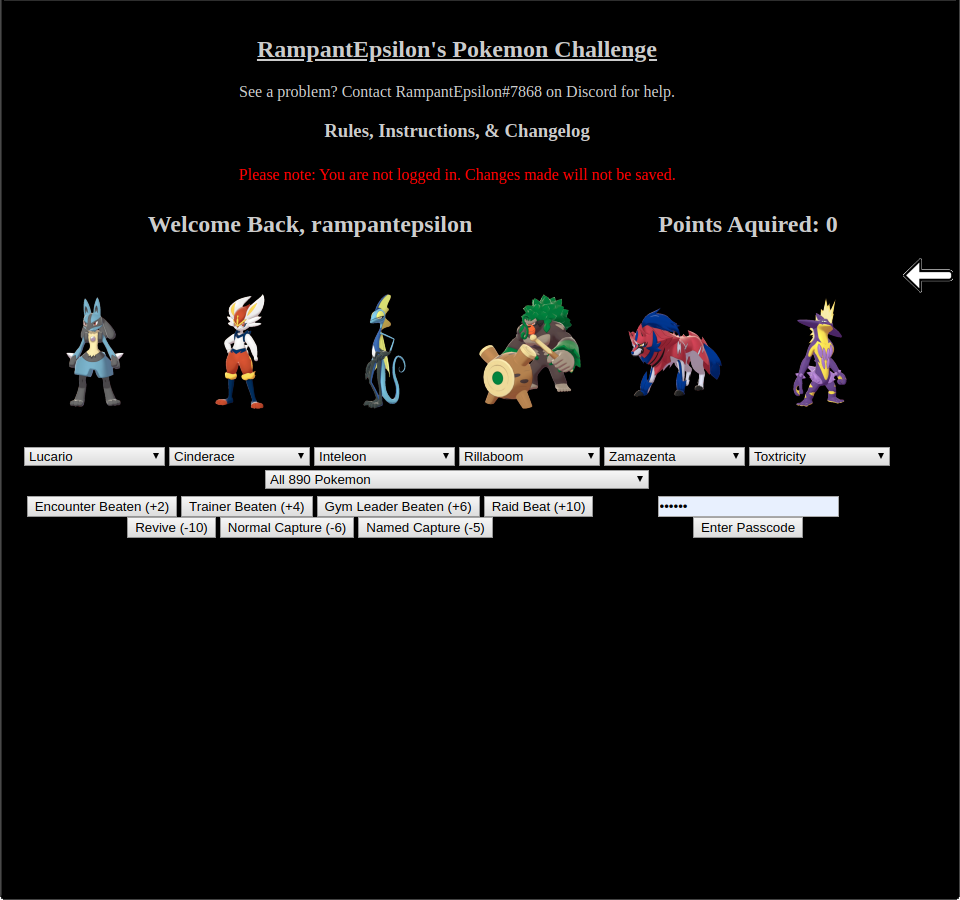 RampantEpsilon's Pokemon Challenge
See a problem? Contact RampantEpsilon#7868 on Discord for help.
Rules, Instructions, & Changelog
Please note: You are not logged in. Changes made will not be saved.
Welcome Back, rampantepsilon Points Aquired: 0
Lucario Cinderace Inteleon Rillaboom Zamazenta Toxtricity
All 890 Pokemon
Encounter Beaten (+2) Trainer Beaten (+4) Gym Leader Beaten (+6) Raid Beat (+10) ••••••
Revive (-10) Normal Capture (-6) Named Capture (-5) Enter Passcode